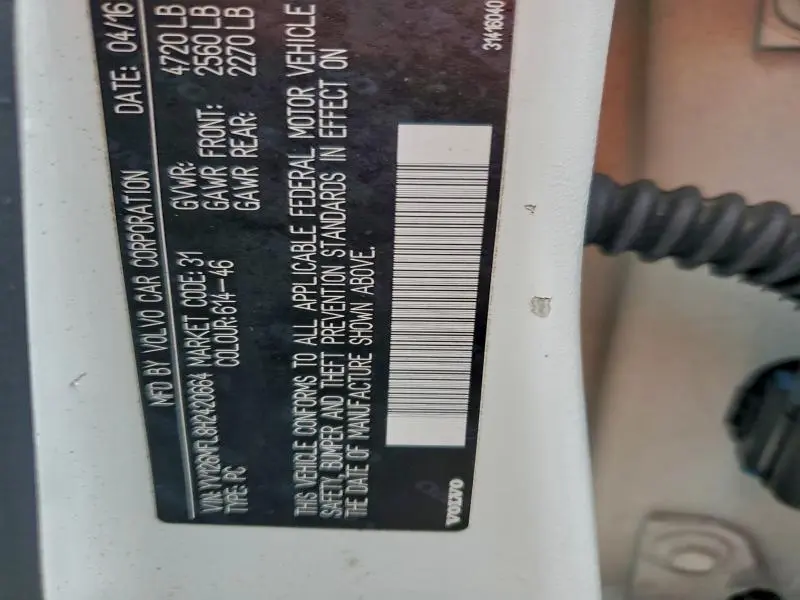 MFD BY VOLVO CAR CORPORATION DATE: 04/16
VIN: YV126MFL8H2420664 MARKET CODE: 31
TYPE: PC COLOUR: 614-46
GVWR: 4720 LB
GAWR FRONT: 2560 LB
GAWR REAR: 2270 LB
THIS VEHICLE CONFORMS TO ALL APPLICABLE FEDERAL MOTOR VEHICLE
SAFETY, BUMPER AND THEFT PREVENTION STANDARDS IN EFFECT ON
THE DATE OF MANUFACTURE SHOWN ABOVE.
VOLVO
31416040